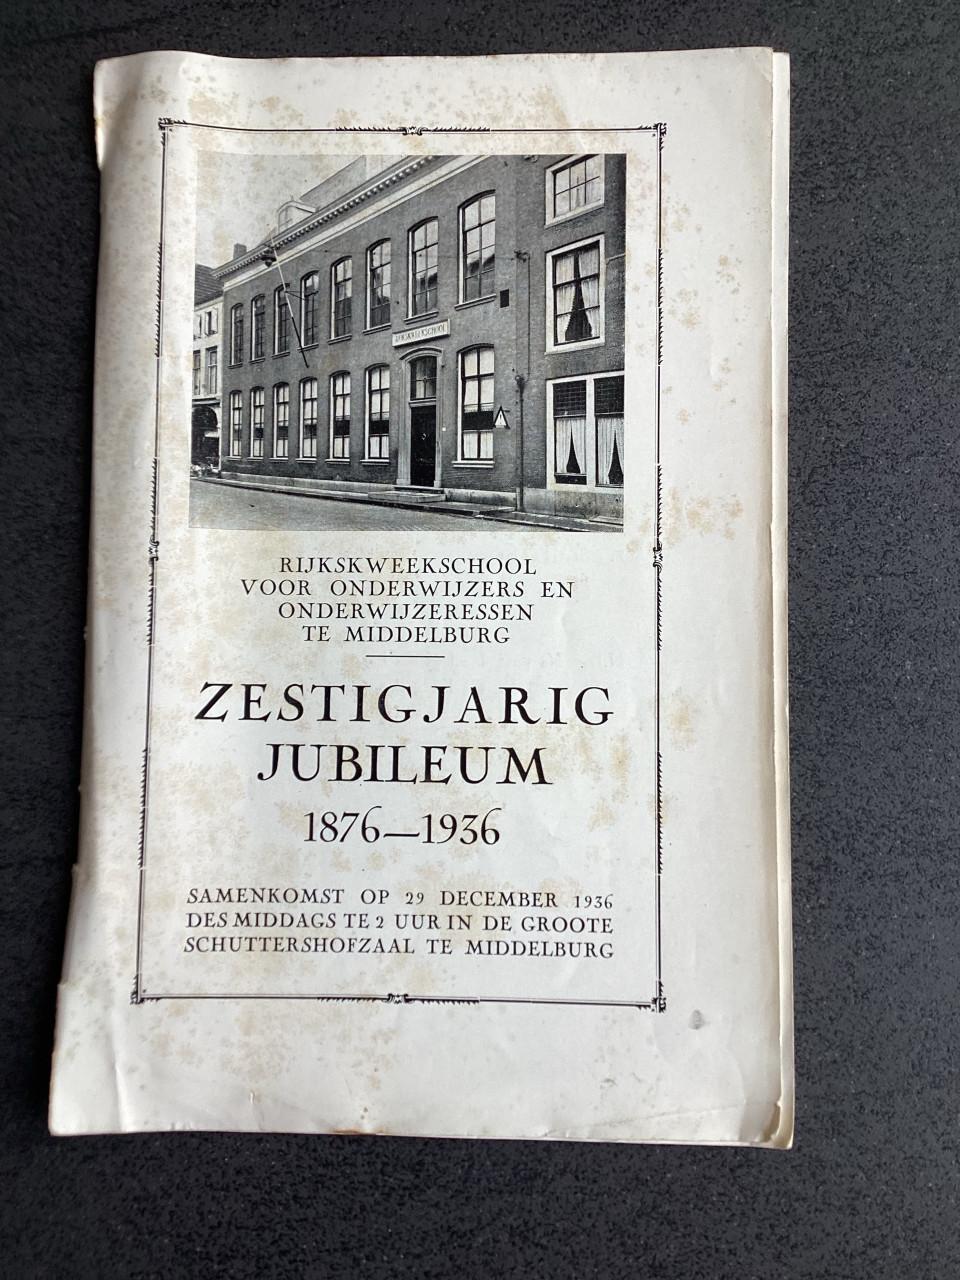 RIJKSKWEEKSCHOOL
RIJKSKWEEKSCHOOL
VOOR ONDERWIJZERS EN
ONDERWIJZERESSEN
TE MIDDELBURG
ZESTIGJARIG
JUBILEUM
1876—1936
SAMENKOMST OP 29 DECEMBER 1936
DES MIDDAGS TE 2 UUR IN DE GROOTE
SCHUTTERSHOFZAAL TE MIDDELBURG